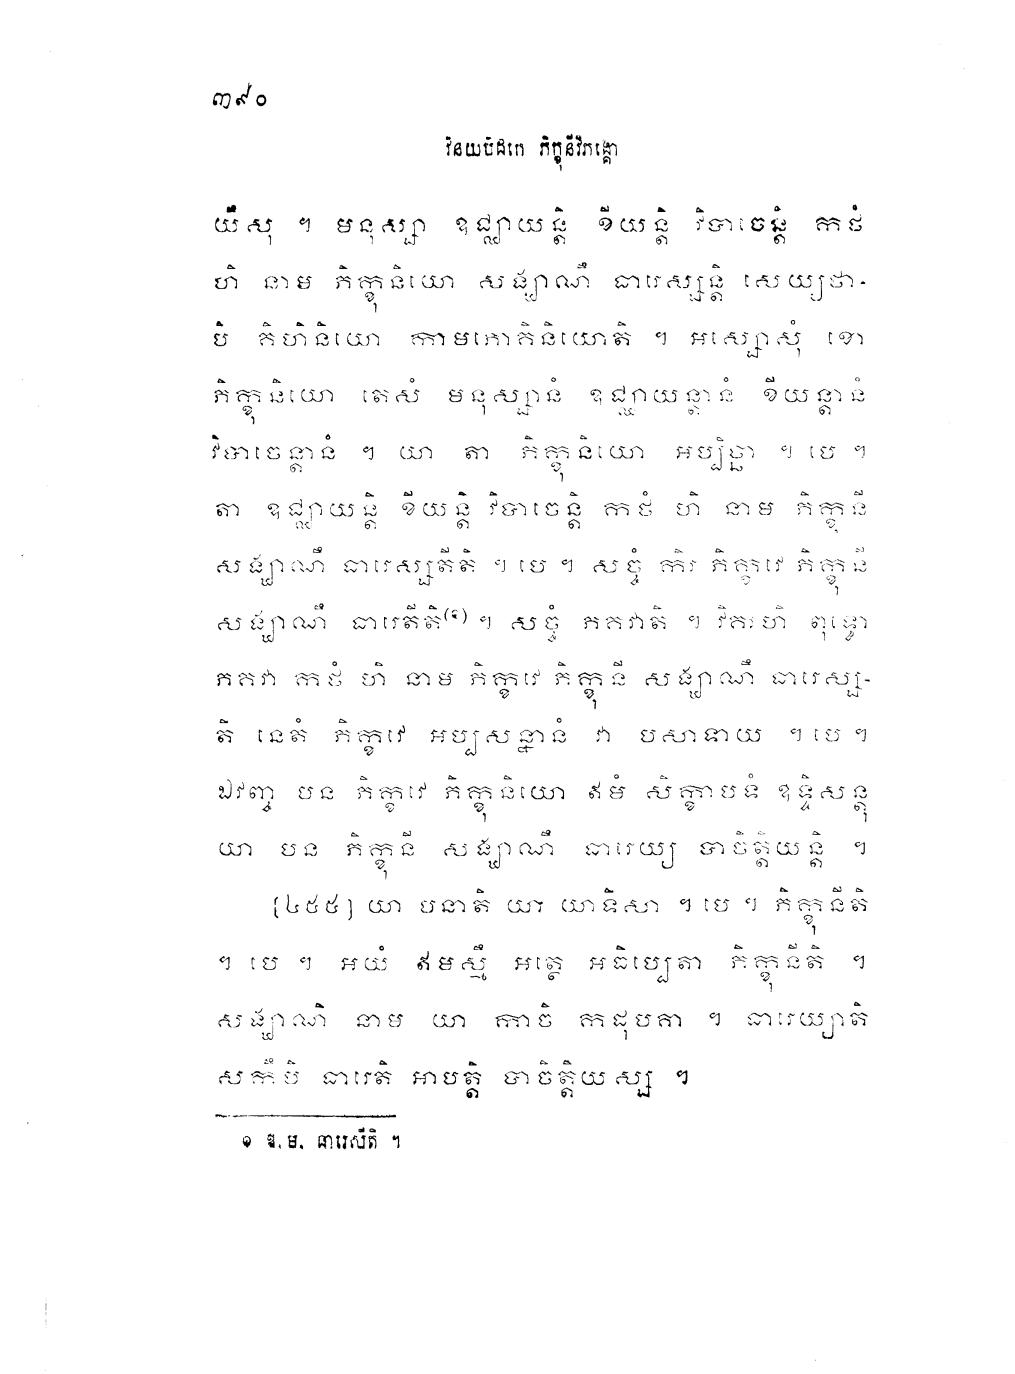 ៣៩០
វិនយបិដកេ ភិក្ខុនីវិភង្គោ
យឹសុ ។ មនុស្សា ឧជ្ឈាយន្តិ ខីយន្តិ វិបាចេន្តិ កថំ
ហិ នាម ភិក្ខុនិយោ សង្ឃាណឹ ធារេស្សន្តិ សេយ្យថា-
បិ គិហិនិយោ កាមភោគិនិយោតិ ។ អស្សោសុំ ខោ
ភិក្ខុនិយោ តេសំ មនុស្សានំ ឧជ្ឈាយន្តានំ ខីយន្តានំ
វិបាចេន្តានំ ។ យា តា ភិក្ខុនិយោ អប្បិច្ឆា ។ បេ ។
តា ឧជ្ឈាយន្តិ ខីយន្តិ វិបាចេន្តិ កថំ ហិ នាម ភិក្ខុនី
សង្ឃាណឹ ធារេស្សតីតិ ។ បេ ។ សច្ចំ កិរ ភិក្ខវេ ភិក្ខុនី
សង្ឃាណឹ ធារេតីតិ(១) ។ សច្ចំ ភគវាតិ ។ វិគរហិ ពុទ្ធោ
ភគវា កថំ ហិ នាម ភិក្ខវេ ភិក្ខុនី សង្ឃាណឹ ធារេស្ស-
តិ នេតំ ភិក្ខវេ អប្បសន្នានំ វា បសាទាយ ។ បេ ។
ឯវញ្ច បន ភិក្ខវេ ភិក្ខុនិយោ ឥមំ សិក្ខាបទំ ឧទ្ទិសន្តុ
យា បន ភិក្ខុនី សង្ឃាណឹ ធារេយ្យ បាចិត្តិយន្តិ ។
[៤៥៥] យា បនាតិ យា យាទិសា ។ បេ ។ ភិក្ខុនីតិ
។ បេ ។ អយំ ឥមស្មឹ អត្ថេ អធិប្បេតា ភិក្ខុនីតិ ។
សង្ឃាណិ នាម យា កាចិ កដុបគា ។ ធារេយ្យាតិ
សកឹបិ ធារេតិ អាបត្តិ បាចិត្តិយស្ស ។
១ ឱ. ម. ធារេសីតិ ។